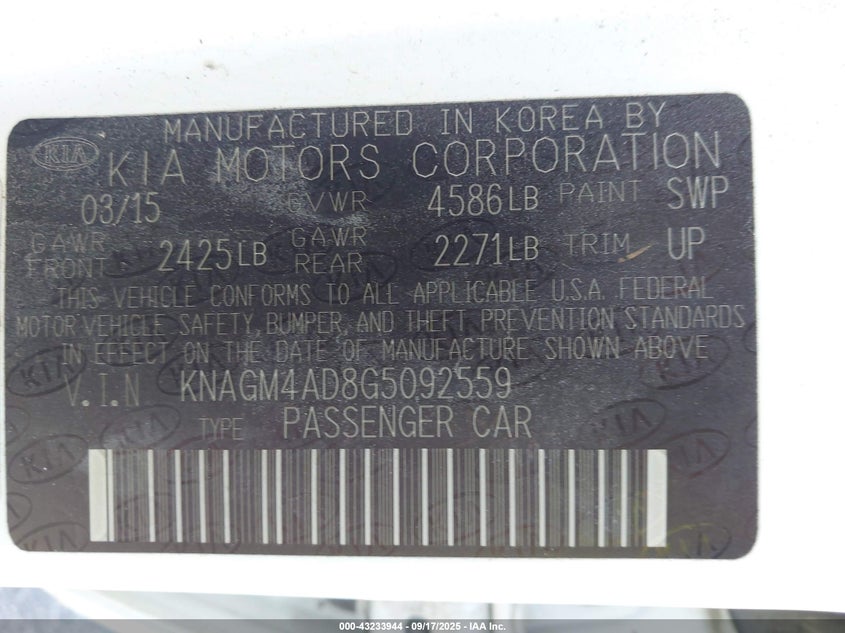 MANUFACTURED IN KOREA BY
KIA KIA MOTORS CORPORATION
03/15 GVWR 4586LB PAINT SWP
GAWR FRONT 2425LB GAWR REAR 2271LB TRIM UP
THIS VEHICLE CONFORMS TO ALL APPLICABLE U.S.A. FEDERAL
MOTOR VEHICLE SAFETY, BUMPER, AND THEFT PREVENTION STANDARDS
IN EFFECT ON THE DATE OF MANUFACTURE SHOWN ABOVE
V.I.N KNAGM4AD8G5092559
TYPE PASSENGER CAR
000-43233944 | 09/17/2025 | IAA, Inc.